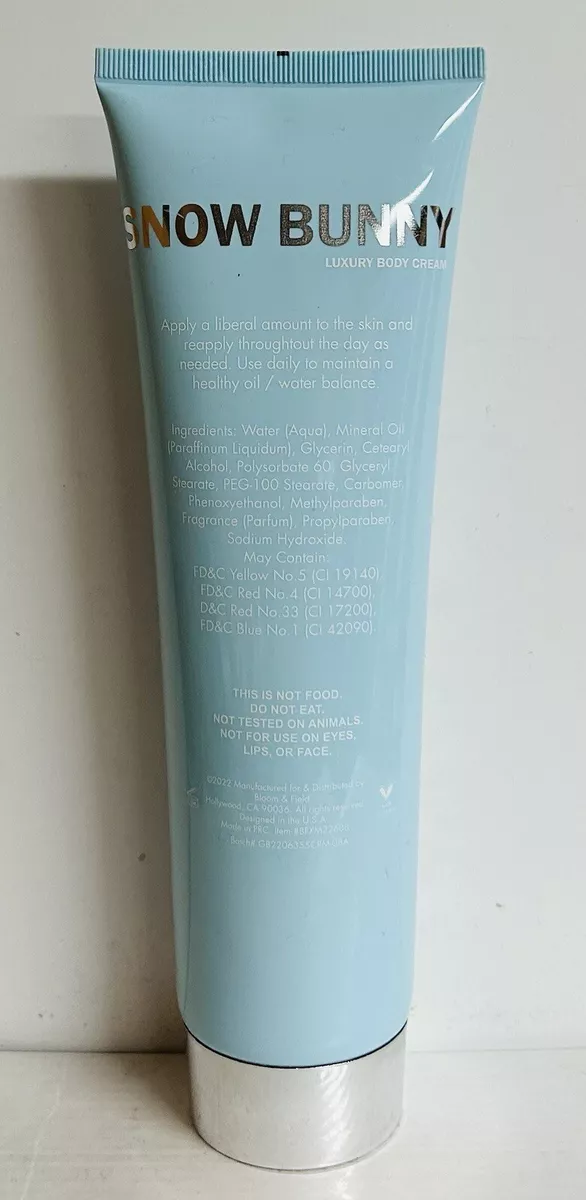 SNOW BUNNY
LUXURY BODY CREAM
Apply a liberal amount to the skin and
reapply throughtout the day as
needed. Use daily to maintain a
healthy oil / water balance.
Ingredients: Water (Aqua), Mineral Oil
(Paraffinum Liquidum), Glycerin, Cetearyl
Alcohol, Polysorbate 60, Glyceryl
Stearate, PEG-100 Stearate, Carbomer,
Phenoxyethanol, Methylparaben,
Fragrance (Parfum), Propylparaben,
Sodium Hydroxide.
May Contain:
FD&C Yellow No.5 (CI 19140),
FD&C Red No.4 (CI 14700),
D&C Red No.33 (CI 17200),
FD&C Blue No.1 (CI 42090).
THIS IS NOT FOOD.
DO NOT EAT.
NOT TESTED ON ANIMALS.
NOT FOR USE ON EYES,
LIPS, OR FACE.
©2022 Manufactured for & Distributed by
Bloom & Field
Hollywood, CA 90036. All rights reserved.
Designed in the U.S.A.
Made in PRC. Item
Batch#